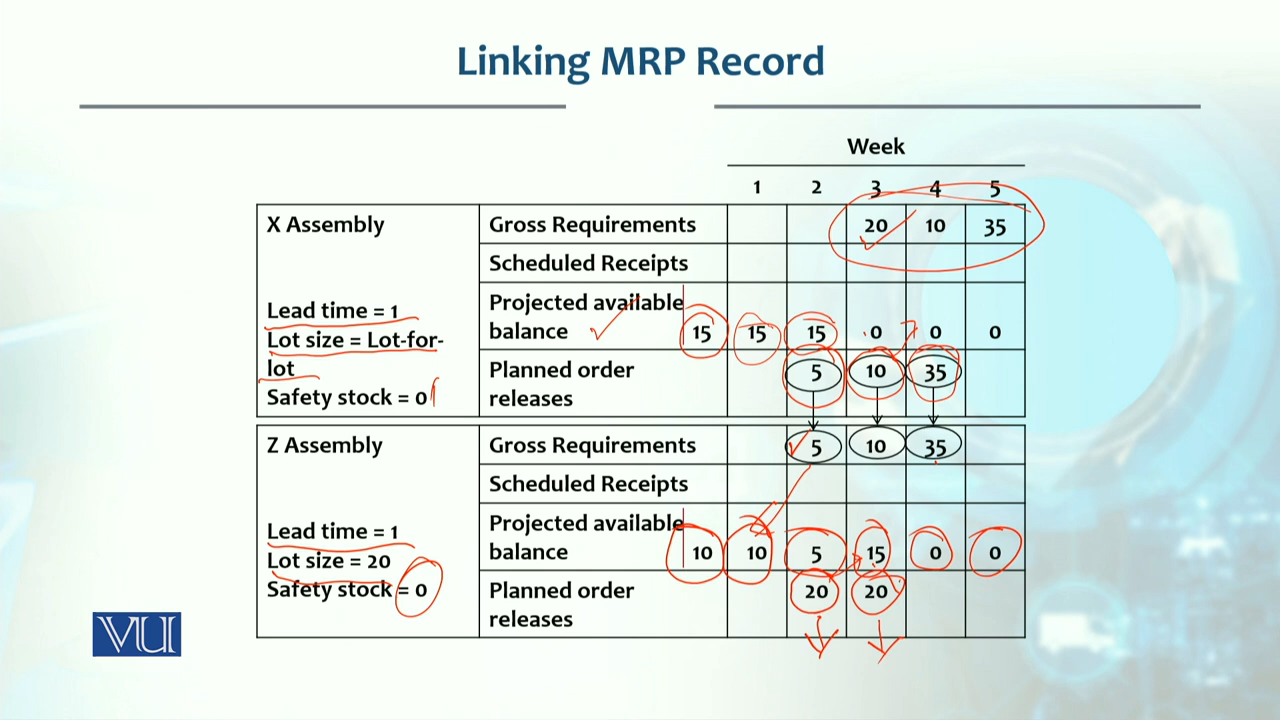 Linking MRP Record
Week
1 2 3 4 5
X Assembly Gross Requirements 20 10 35
Scheduled Receipts
Lead time = 1
Lot size = Lot-for-
lot
Safety stock = 0
Projected available
balance 15 15 15 0 0 0
Planned order
releases 5 10 35
Z Assembly Gross Requirements 5 10 35
Scheduled Receipts
Lead time = 1
Lot size = 20
Safety stock = 0
Projected available
balance 10 10 5 15 0 0
Planned order
releases 20 20
VU